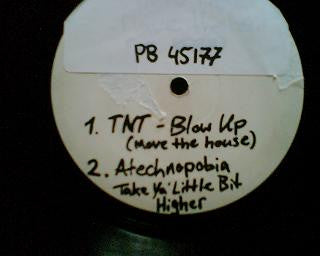 PB 45177
1. TNT - Blow Up
(move the house)
2. Atechnopobia
Take Ya' Little Bit
Higher